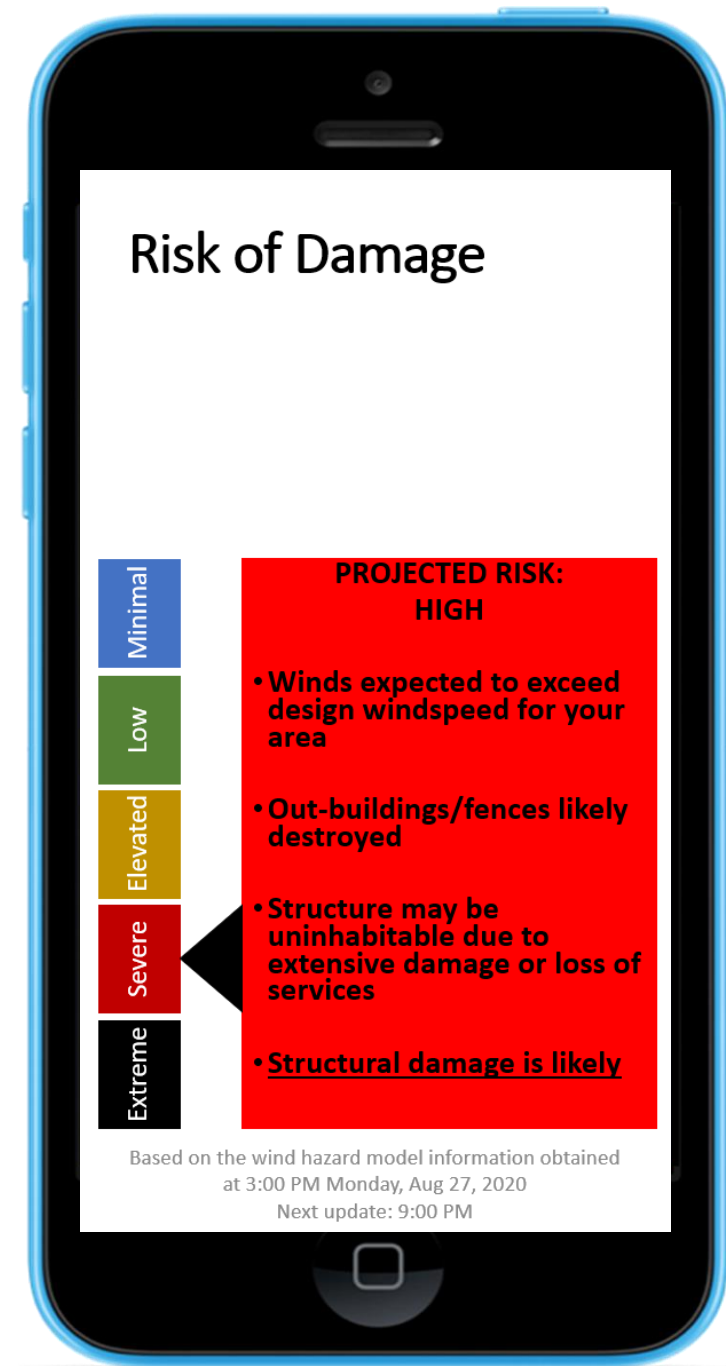 Risk of Damage
Minimal
Low
Elevated
Severe
Extreme
PROJECTED RISK:
HIGH
• Winds expected to exceed
design windspeed for your
area
• Out-buildings/fences likely
destroyed
• Structure may be
uninhabitable due to
extensive damage or loss of
services
• Structural damage is likely
Based on the wind hazard model information obtained
at 3:00 PM Monday, Aug 27, 2020
Next update: 9:00 PM